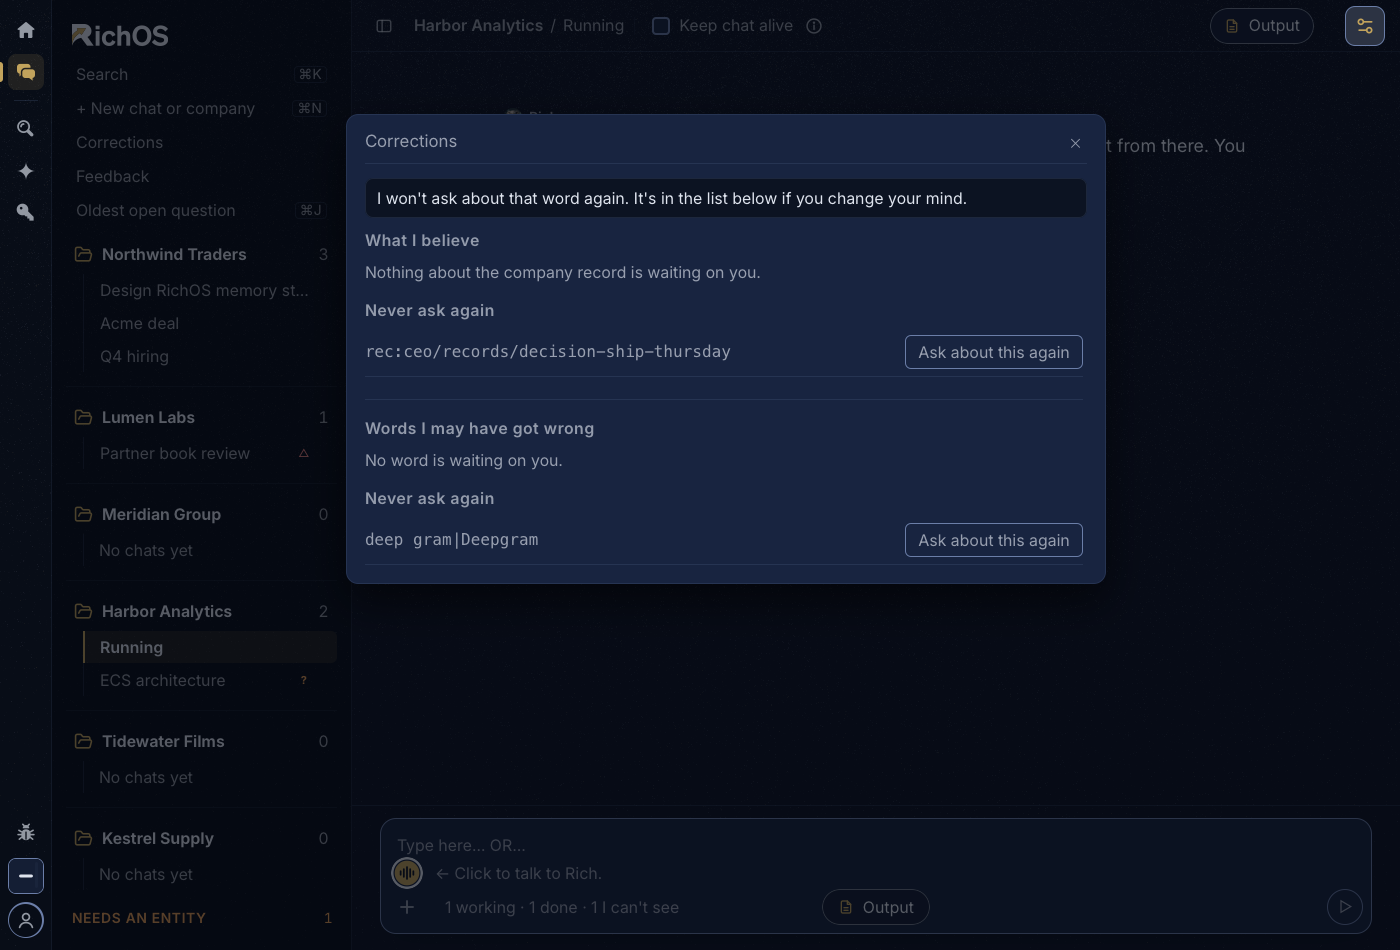 RichOS
Search ⌘K
+ New chat or company ⌘N
Corrections
Feedback
Oldest open question ⌘J
Northwind Traders 3
Design RichOS memory st...
Acme deal
Q4 hiring
Lumen Labs 1
Partner book review
Meridian Group 0
No chats yet
Harbor Analytics 2
Running
ECS architecture ?
Tidewater Films 0
No chats yet
Kestrel Supply 0
No chats yet
NEEDS AN ENTITY 1
Harbor Analytics / Running
Keep chat alive
Output
t from there. You
Corrections
I won't ask about that word again. It's in the list below if you change your mind.
What I believe
Nothing about the company record is waiting on you.
Never ask again
rec:ceo/records/decision-ship-thursday
Ask about this again
Words I may have got wrong
No word is waiting on you.
Never ask again
deep gram|Deepgram
Ask about this again
Type here... OR...
← Click to talk to Rich.
1 working · 1 done · 1 I can't see
Output